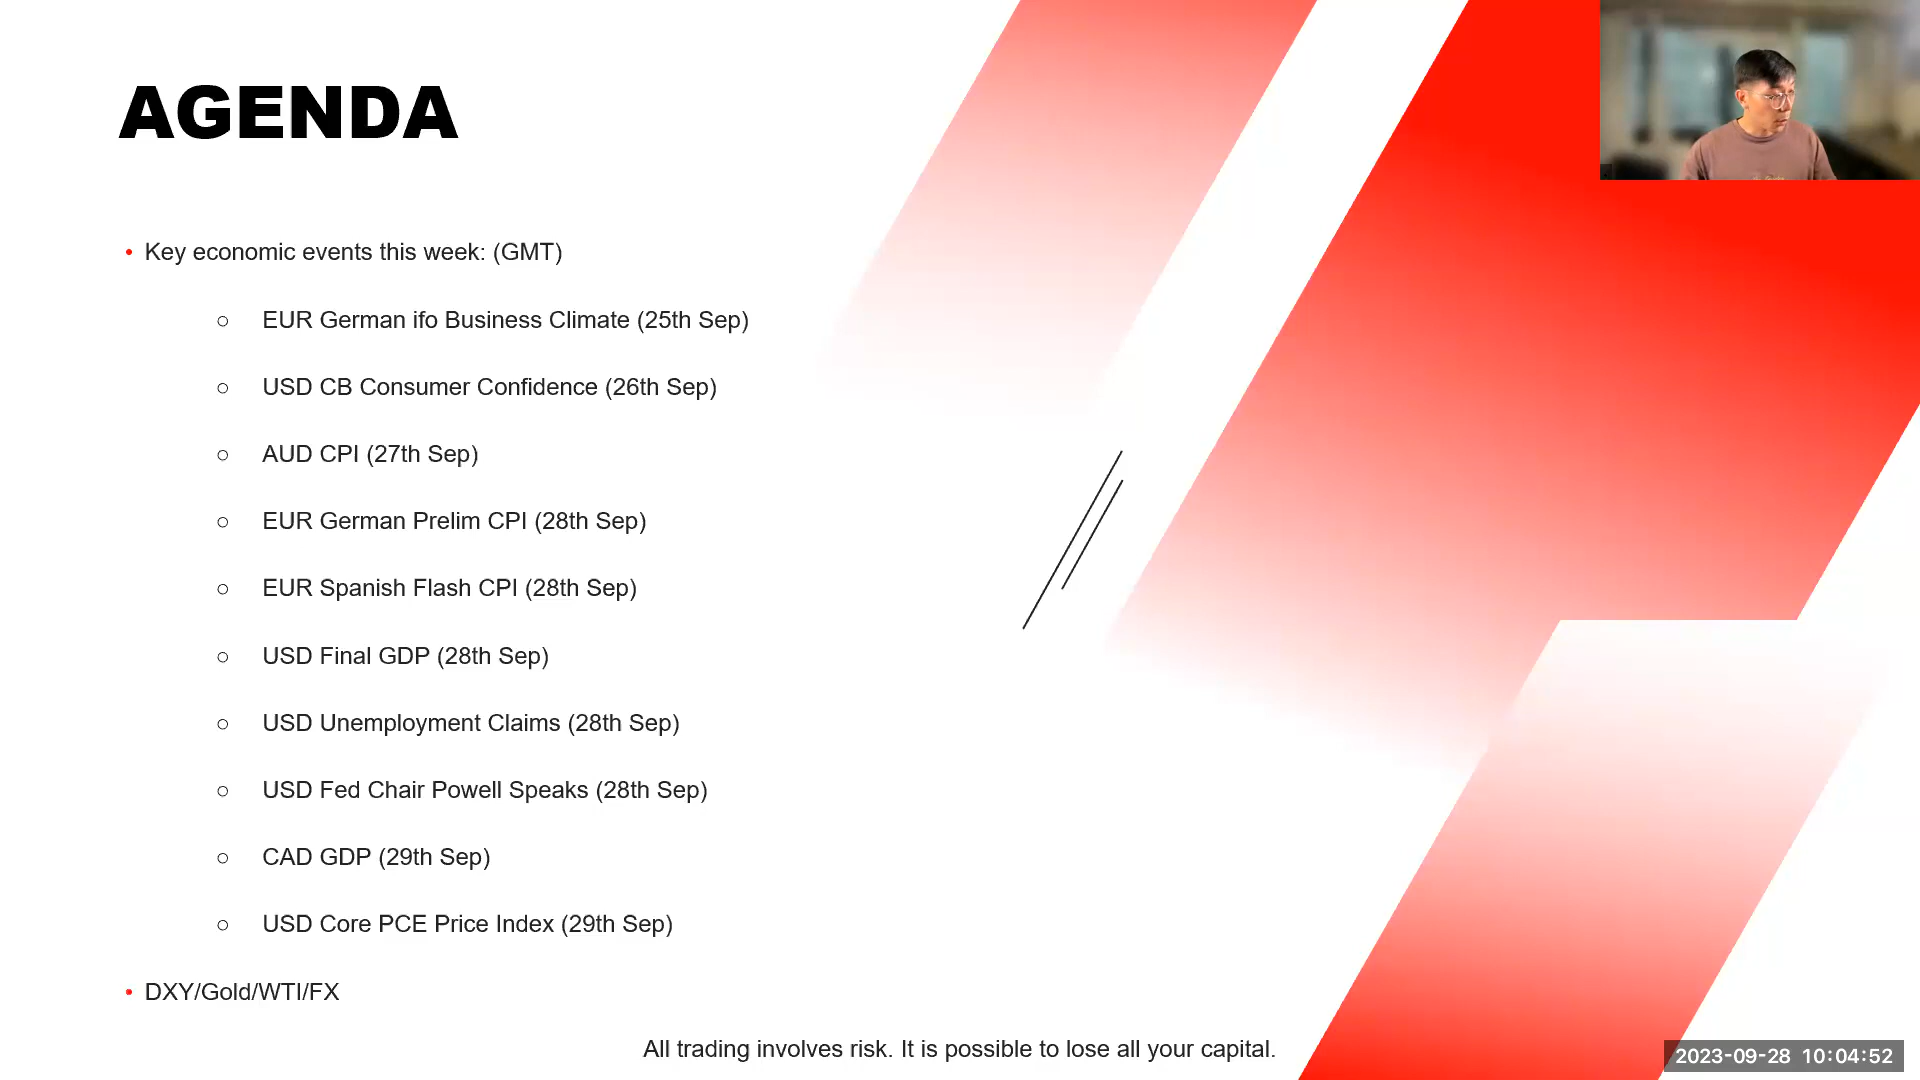 AGENDA
• Key economic events this week: (GMT)
○ EUR German ifo Business Climate (25th Sep)
○ USD CB Consumer Confidence (26th Sep)
○ AUD CPI (27th Sep)
○ EUR German Prelim CPI (28th Sep)
○ EUR Spanish Flash CPI (28th Sep)
○ USD Final GDP (28th Sep)
○ USD Unemployment Claims (28th Sep)
○ USD Fed Chair Powell Speaks (28th Sep)
○ CAD GDP (29th Sep)
○ USD Core PCE Price Index (29th Sep)
• DXY/Gold/WTI/FX
All trading involves risk. It is possible to lose all your capital.
2023-09-28 10:04:52